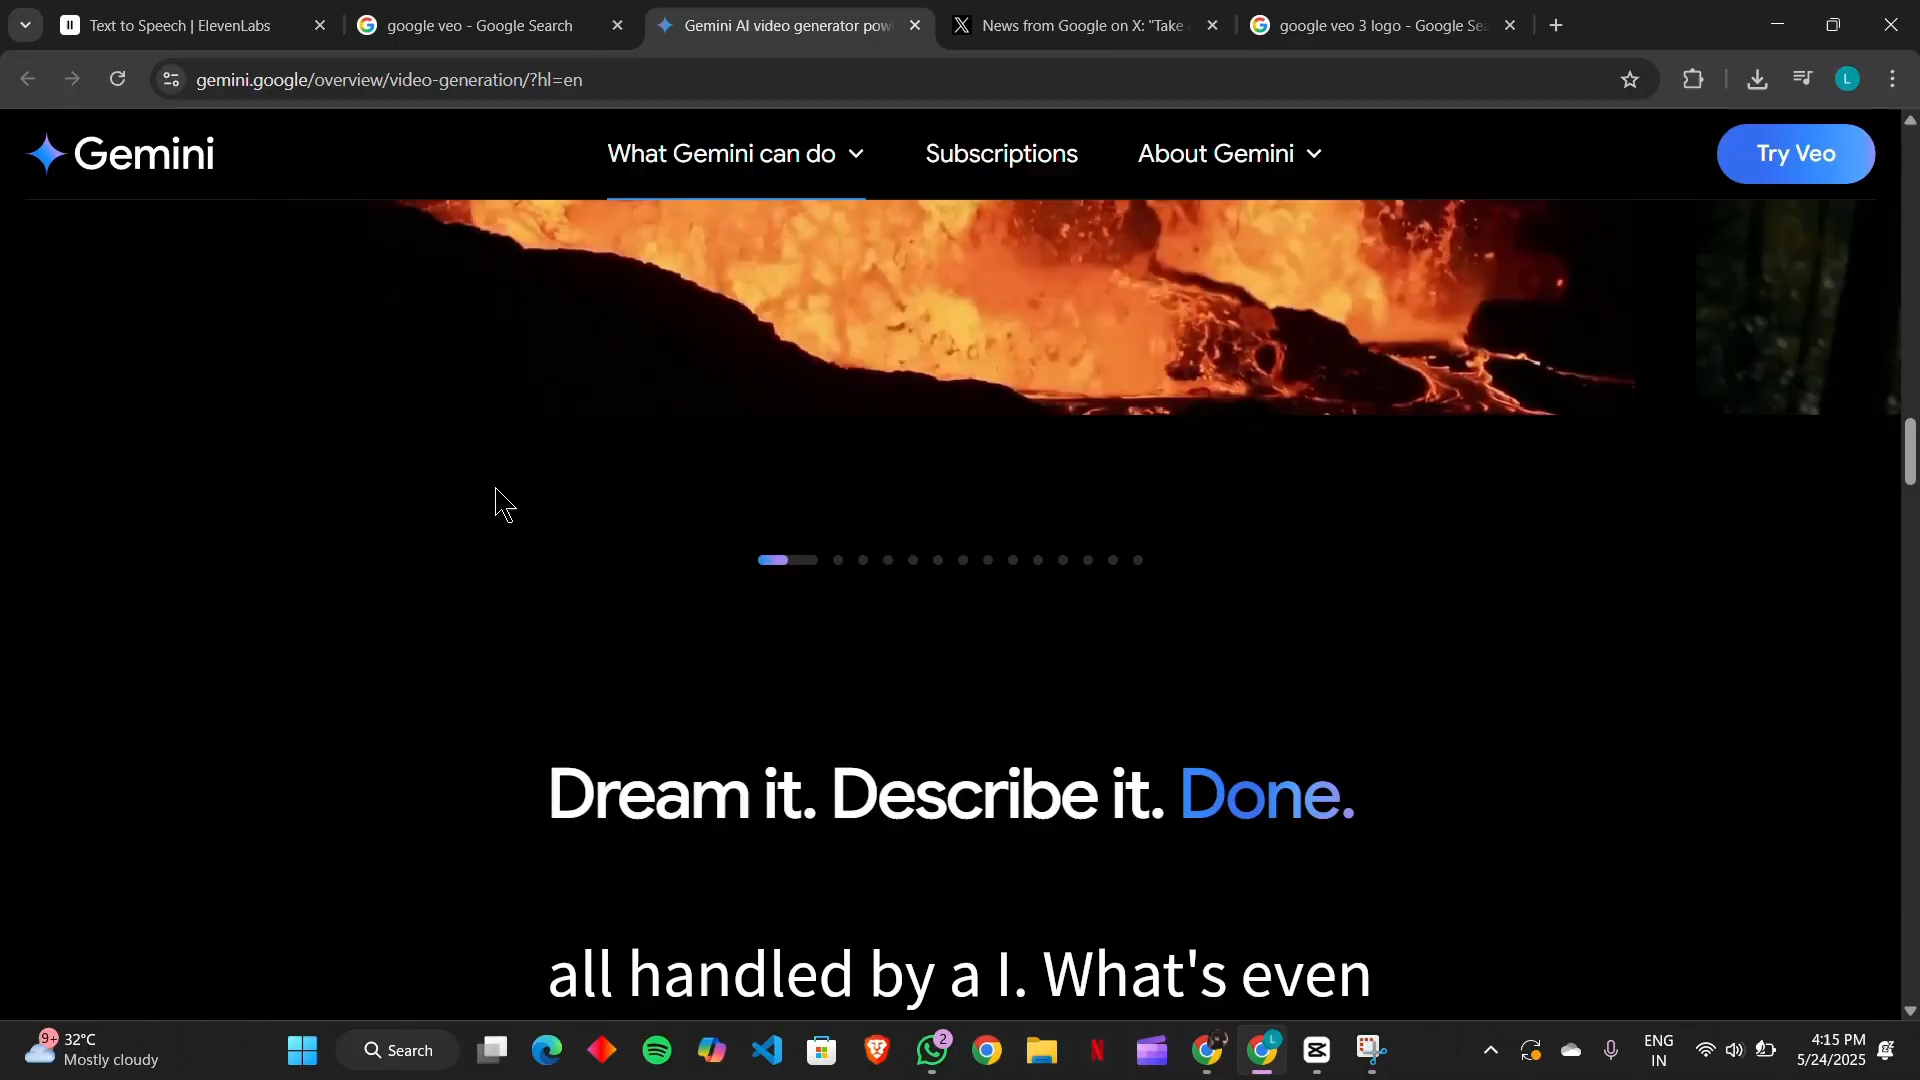 Text to Speech | ElevenLabs
google veo - Google Search
Gemini AI video generator pow
News from Google on X: "Take
google veo 3 logo - Google Sea
gemini.google/overview/video-generation/?hl=en
L
Gemini
What Gemini can do
Subscriptions
About Gemini
Try Veo
Dream it. Describe it. Done.
all handled by a I. What's even
9+
32°C
Mostly cloudy
Search
2
L
ENG
IN
4:15 PM
5/24/2025